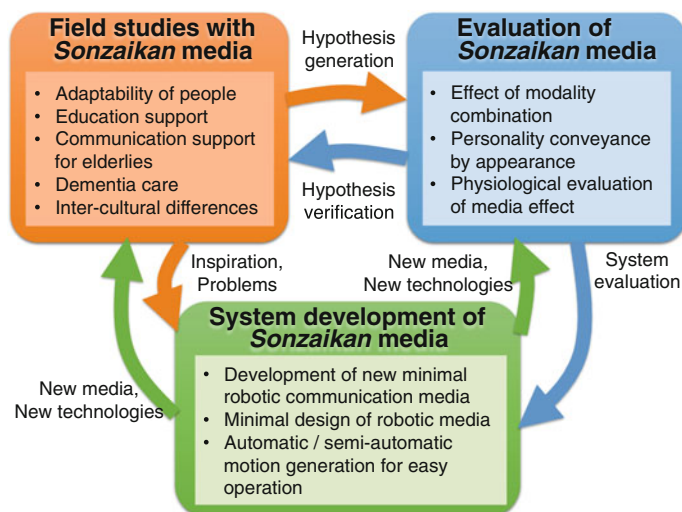 Field studies with
Sonzaikan media
• Adaptability of people
• Education support
• Communication support
for elderlies
• Dementia care
• Inter-cultural differences
Hypothesis
generation
Hypothesis
verification
Evaluation of
Sonzaikan media
• Effect of modality
combination
• Personality conveyance
by appearance
• Physiological evaluation
of media effect
Inspiration,
Problems
New media,
New technologies
System
evaluation
System development of
Sonzaikan media
• Development of new minimal
robotic communication media
• Minimal design of robotic media
• Automatic / semi-automatic
motion generation for easy
operation
New media,
New technologies